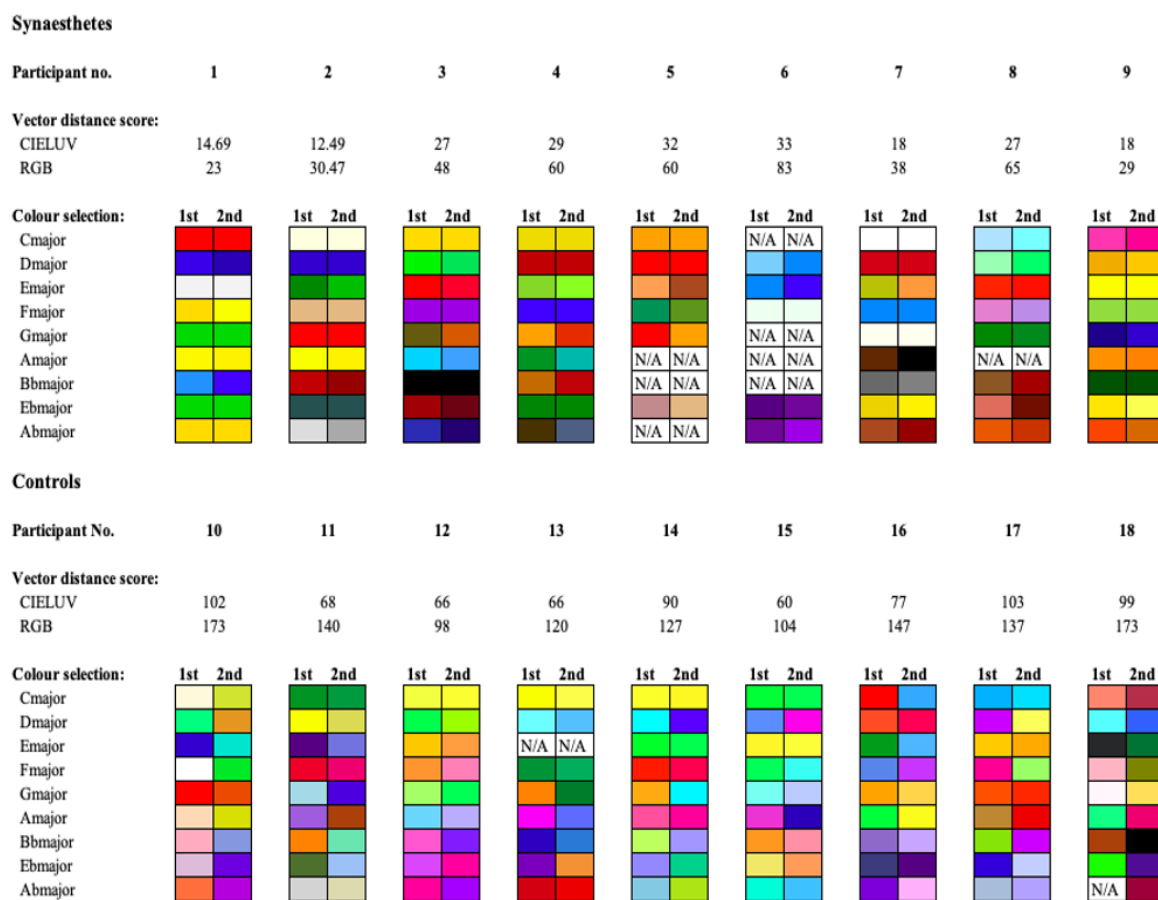 Synaesthetes
Participant no. 1 2 3 4 5 6 7 8 9
Vector distance score:
CIELUV 14.69 12.49 27 29 32 33 18 27 18
RGB 23 30.47 48 60 60 83 38 65 29
Colour selection: 1st 2nd 1st 2nd 1st 2nd 1st 2nd 1st 2nd 1st 2nd 1st 2nd 1st 2nd 1st 2nd
Cmajor N/A N/A
Dmajor
Emajor
Fmajor
Gmajor N/A N/A
Amajor N/A N/A N/A N/A N/A N/A
Bbmajor N/A N/A N/A N/A
Ebmajor
Abmajor N/A N/A
Controls
Participant No. 10 11 12 13 14 15 16 17 18
Vector distance score:
CIELUV 102 68 66 66 90 60 77 103 99
RGB 173 140 98 120 127 104 147 137 173
Colour selection: 1st 2nd 1st 2nd 1st 2nd 1st 2nd 1st 2nd 1st 2nd 1st 2nd 1st 2nd 1st 2nd
Cmajor
Dmajor
Emajor N/A N/A
Fmajor
Gmajor
Amajor
Bbmajor
Ebmajor
Abmajor N/A